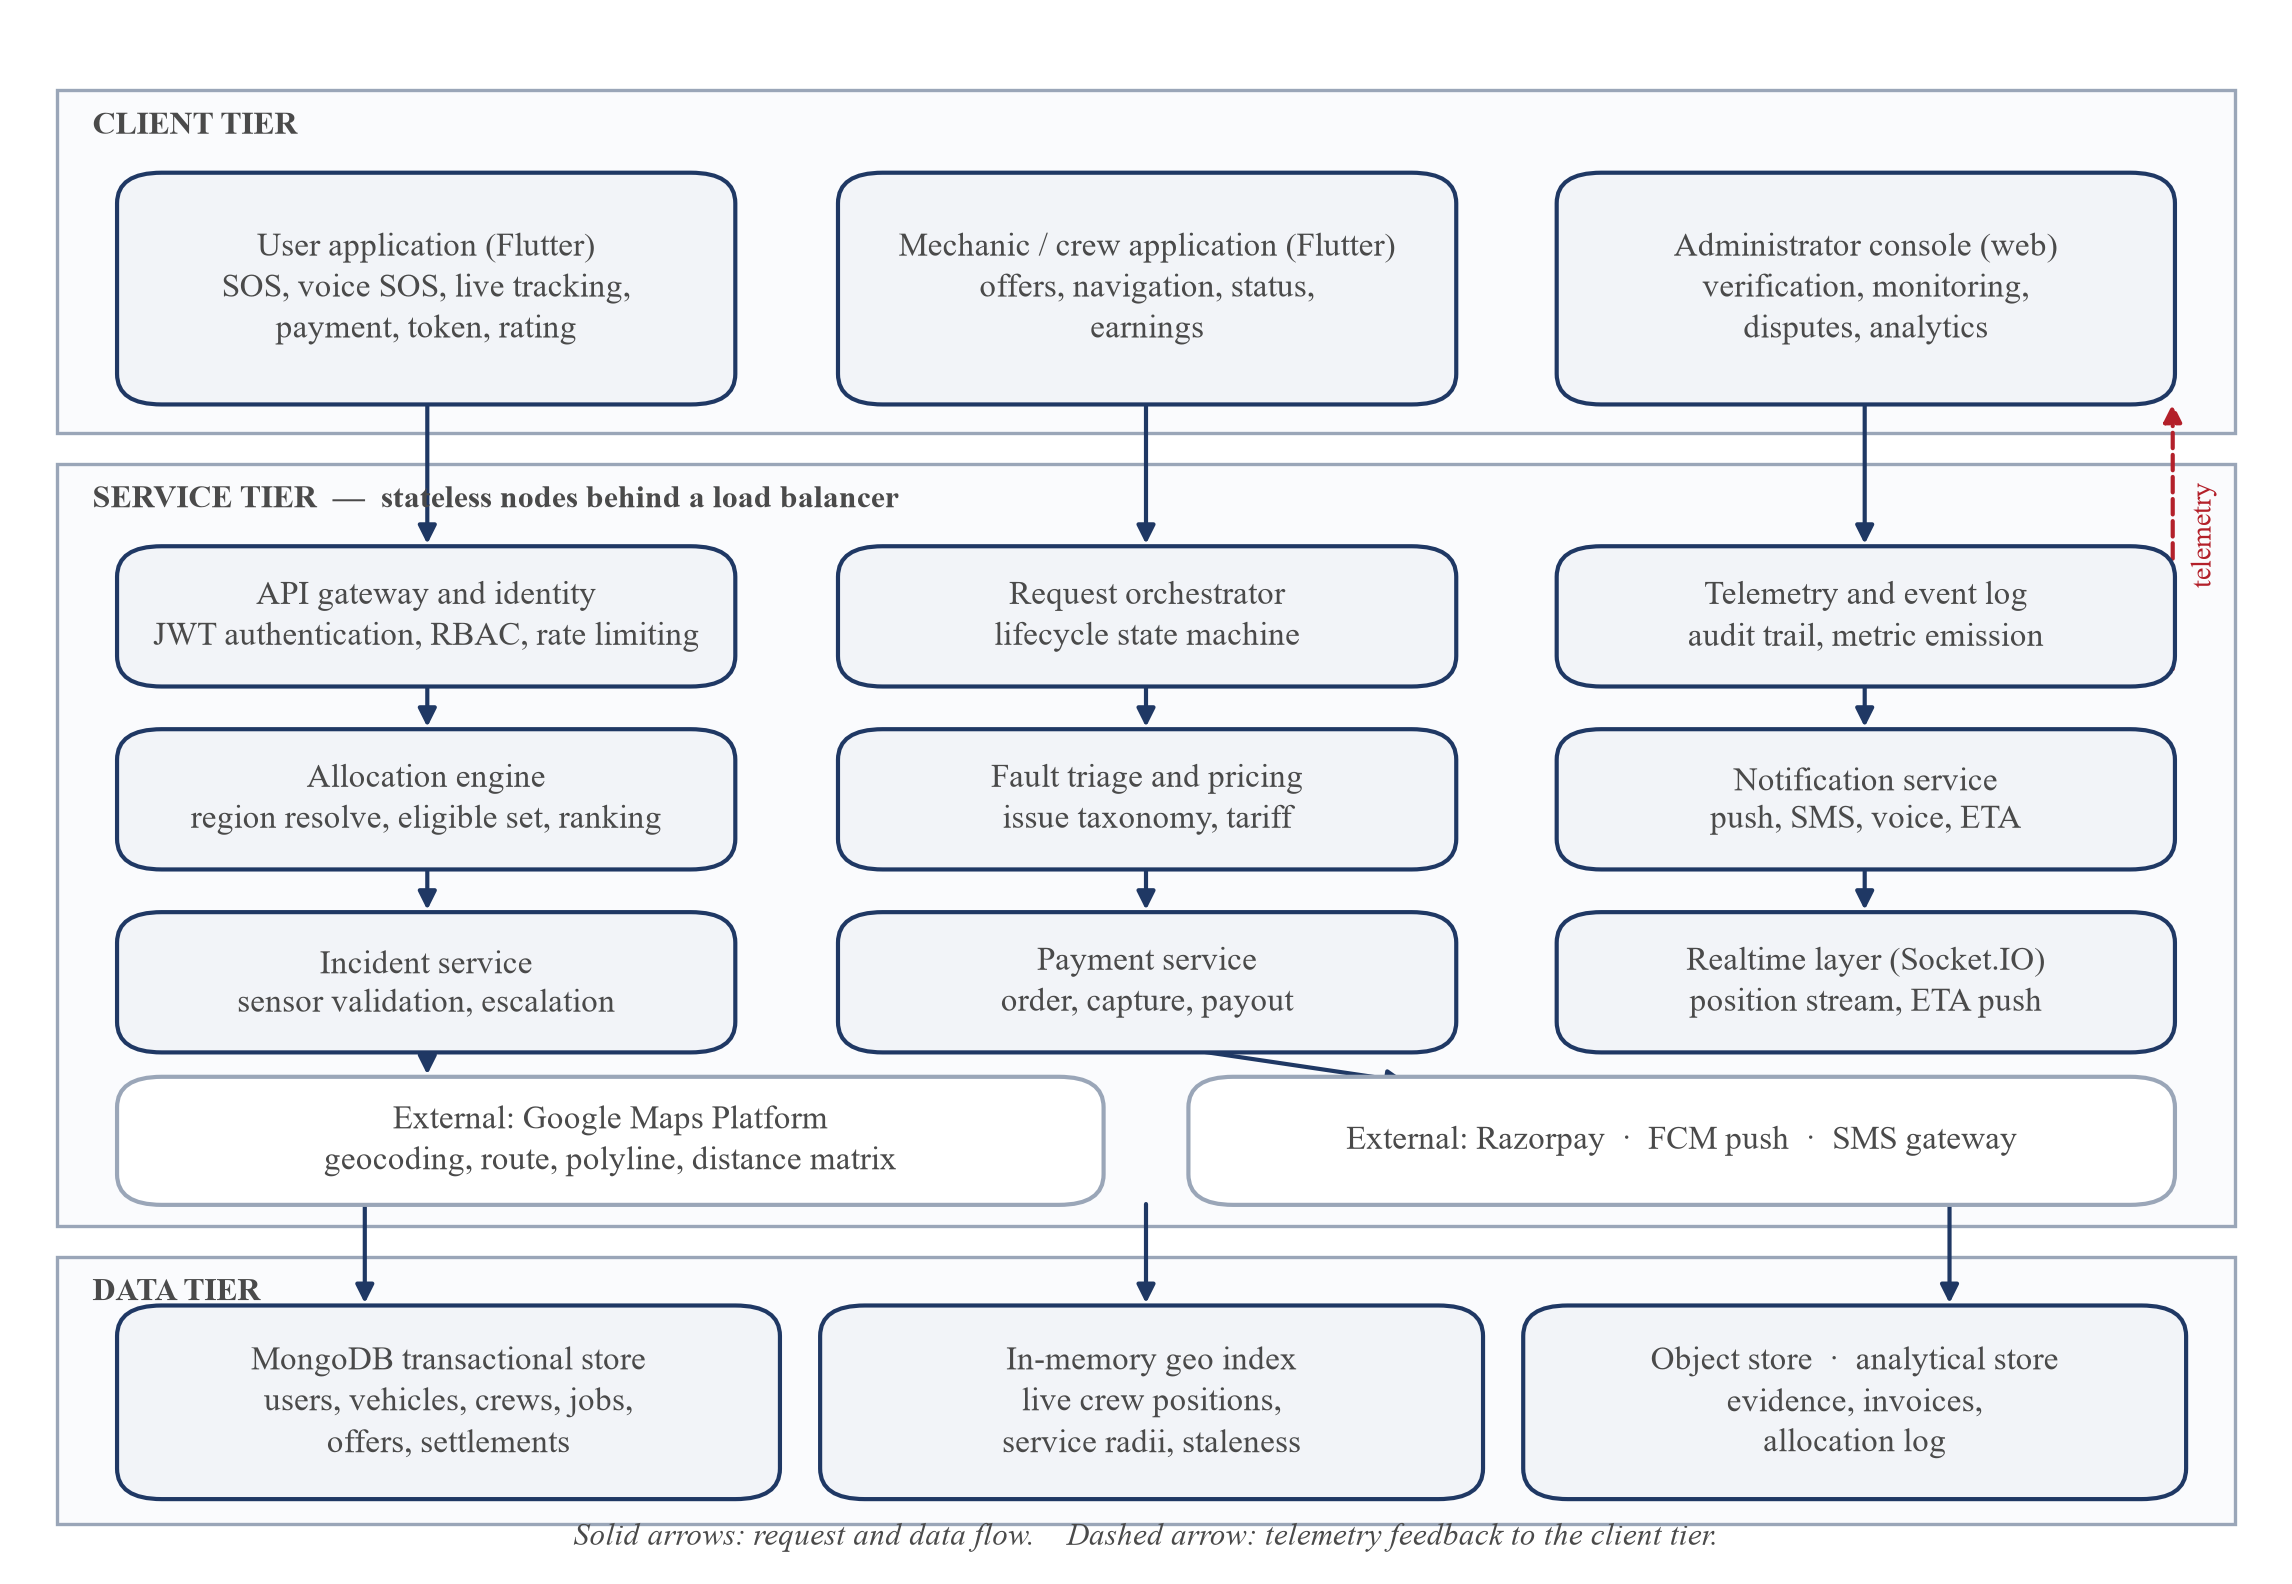 CLIENT TIER
User application (Flutter)
SOS, voice SOS, live tracking,
payment, token, rating
Mechanic / crew application (Flutter)
offers, navigation, status,
earnings
Administrator console (web)
verification, monitoring,
disputes, analytics
telemetry
SERVICE TIER — stateless nodes behind a load balancer
API gateway and identity
JWT authentication, RBAC, rate limiting
Request orchestrator
lifecycle state machine
Telemetry and event log
audit trail, metric emission
Allocation engine
region resolve, eligible set, ranking
Fault triage and pricing
issue taxonomy, tariff
Notification service
push, SMS, voice, ETA
Incident service
sensor validation, escalation
Payment service
order, capture, payout
Realtime layer (Socket.IO)
position stream, ETA push
External: Google Maps Platform
geocoding, route, polyline, distance matrix
External: Razorpay · FCM push · SMS gateway
DATA TIER
MongoDB transactional store
users, vehicles, crews, jobs,
offers, settlements
In-memory geo index
live crew positions,
service radii, staleness
Object store · analytical store
evidence, invoices,
allocation log
Solid arrows: request and data flow. Dashed arrow: telemetry feedback to the client tier.